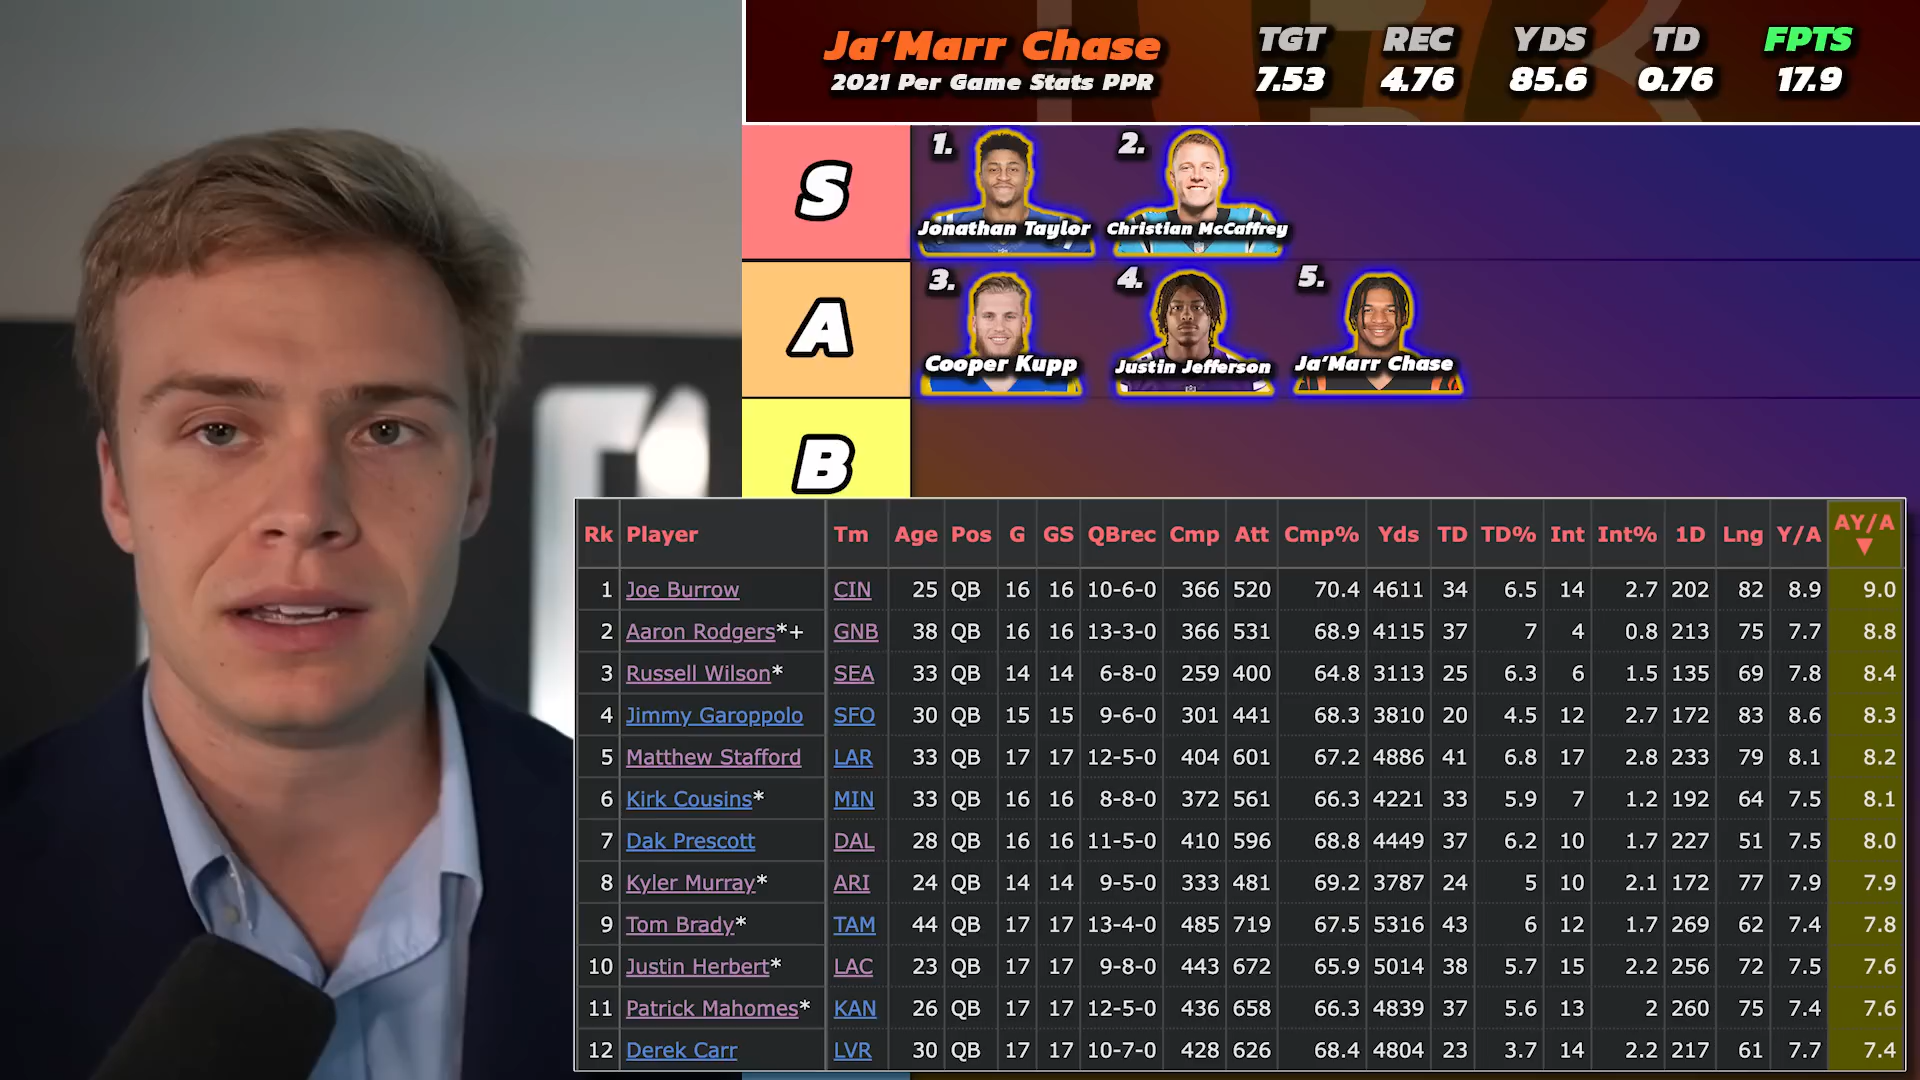 Ja'Marr Chase
2021 Per Game Stats PPR
TGT REC YDS TD FPTS
7.53 4.76 85.6 0.76 17.9
S
1. 2.
Jonathan Taylor Christian McCaffrey
A
3. 4. 5.
Cooper Kupp Justin Jefferson Ja'Marr Chase
B
Rk Player Tm Age Pos G GS QBrec Cmp Att Cmp% Yds TD TD% Int Int% 1D Lng Y/A AY/A ▼
1 Joe Burrow CIN 25 QB 16 16 10-6-0 366 520 70.4 4611 34 6.5 14 2.7 202 82 8.9 9.0
2 Aaron Rodgers*+ GNB 38 QB 16 16 13-3-0 366 531 68.9 4115 37 7 4 0.8 213 75 7.7 8.8
3 Russell Wilson* SEA 33 QB 14 14 6-8-0 259 400 64.8 3113 25 6.3 6 1.5 135 69 7.8 8.4
4 Jimmy Garoppolo SFO 30 QB 15 15 9-6-0 301 441 68.3 3810 20 4.5 12 2.7 172 83 8.6 8.3
5 Matthew Stafford LAR 33 QB 17 17 12-5-0 404 601 67.2 4886 41 6.8 17 2.8 233 79 8.1 8.2
6 Kirk Cousins* MIN 33 QB 16 16 8-8-0 372 561 66.3 4221 33 5.9 7 1.2 192 64 7.5 8.1
7 Dak Prescott DAL 28 QB 16 16 11-5-0 410 596 68.8 4449 37 6.2 10 1.7 227 51 7.5 8.0
8 Kyler Murray* ARI 24 QB 14 14 9-5-0 333 481 69.2 3787 24 5 10 2.1 172 77 7.9 7.9
9 Tom Brady* TAM 44 QB 17 17 13-4-0 485 719 67.5 5316 43 6 12 1.7 269 62 7.4 7.8
10 Justin Herbert* LAC 23 QB 17 17 9-8-0 443 672 65.9 5014 38 5.7 15 2.2 256 72 7.5 7.6
11 Patrick Mahomes* KAN 26 QB 17 17 12-5-0 436 658 66.3 4839 37 5.6 13 2 260 75 7.4 7.6
12 Derek Carr LVR 30 QB 17 17 10-7-0 428 626 68.4 4804 23 3.7 14 2.2 217 61 7.7 7.4